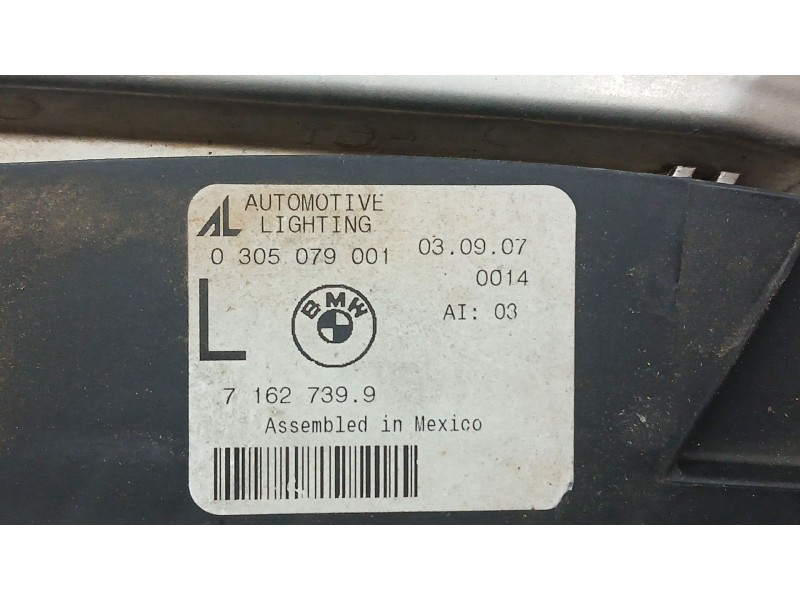 AL AUTOMOTIVE
LIGHTING
0 305 079 001 03.09.07
0014
L BMW AI: 03
7 162 739.9
Assembled in Mexico